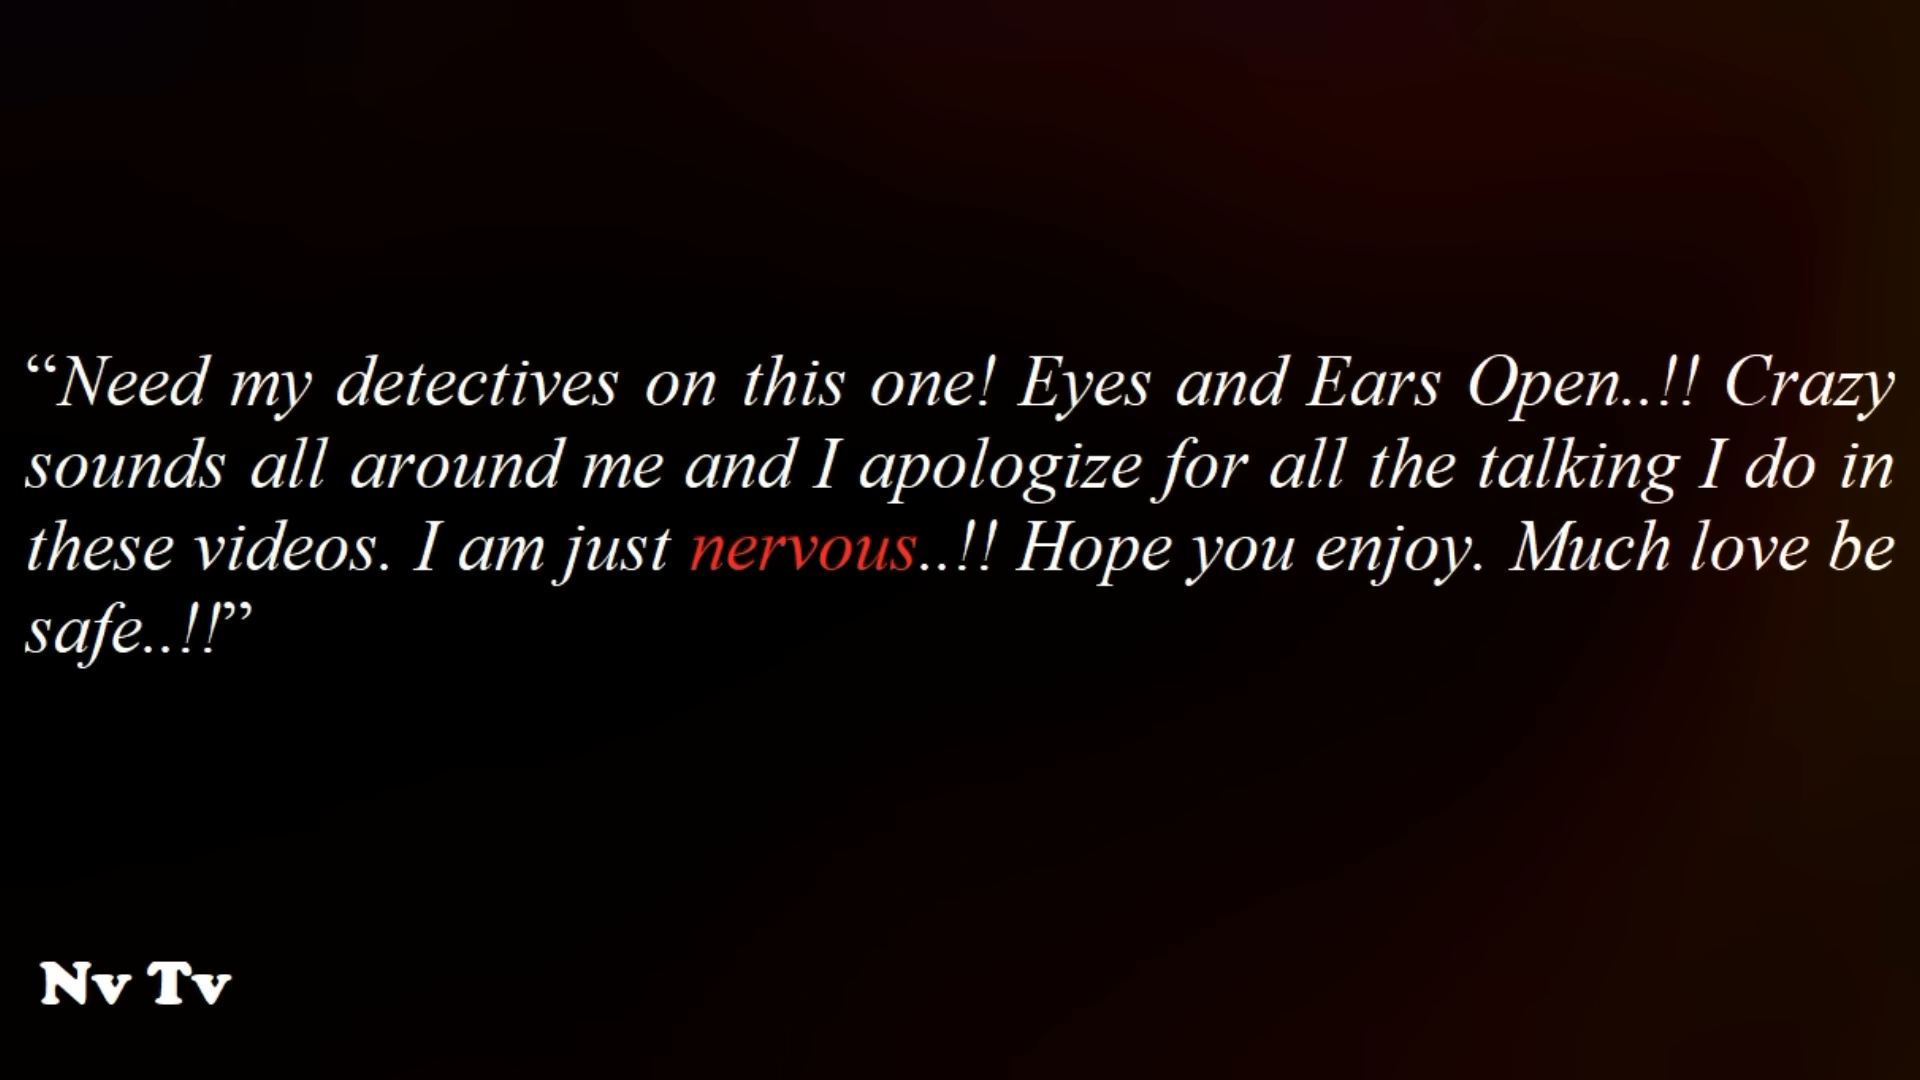 “Need my detectives on this one! Eyes and Ears Open..!! Crazy
sounds all around me and I apologize for all the talking I do in
these videos. I am just nervous..!! Hope you enjoy. Much love be
safe..!!”
Nv Tv